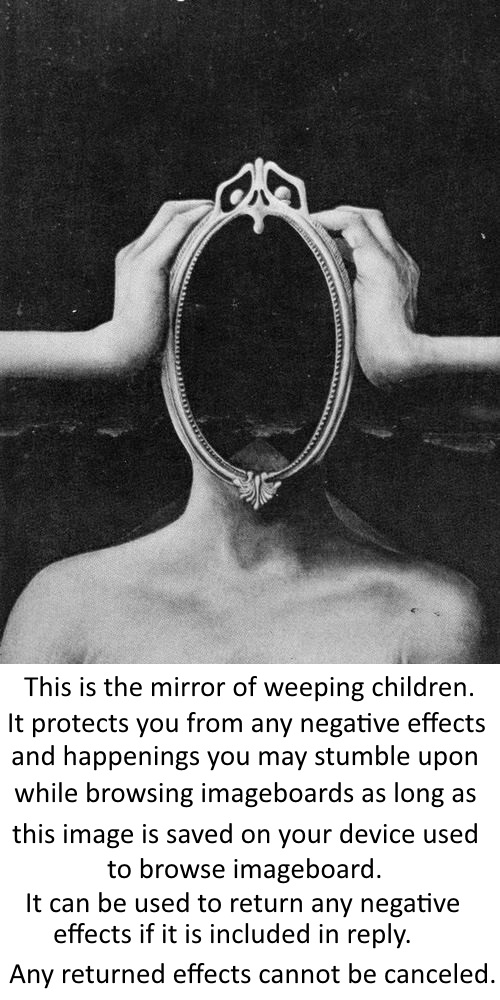 This is the mirror of weeping children.
It protects you from any negative effects
and happenings you may stumble upon
while browsing imageboards as long as
this image is saved on your device used
to browse imageboard.
It can be used to return any negative
effects if it is included in reply.
Any returned effects cannot be canceled.